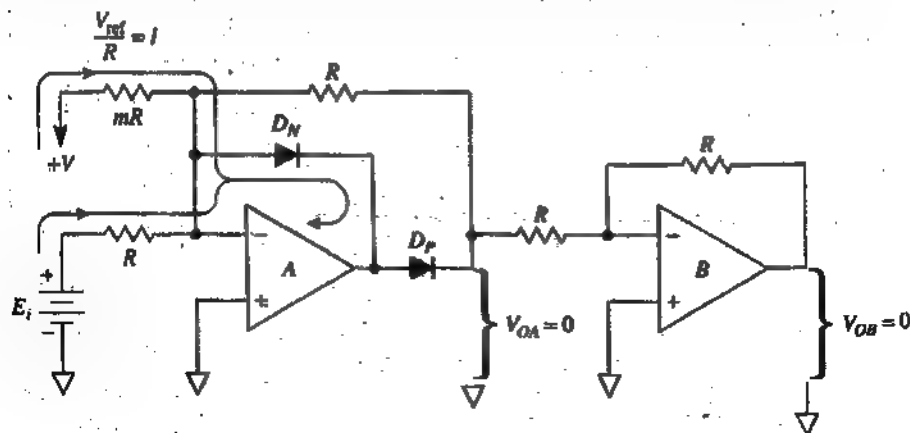 V_ref/R = I
R
mR
+V
D_N
R
R
R
+
−
A
D_P
−
B
E_i
+
−
+
V_OA = 0
V_OB = 0